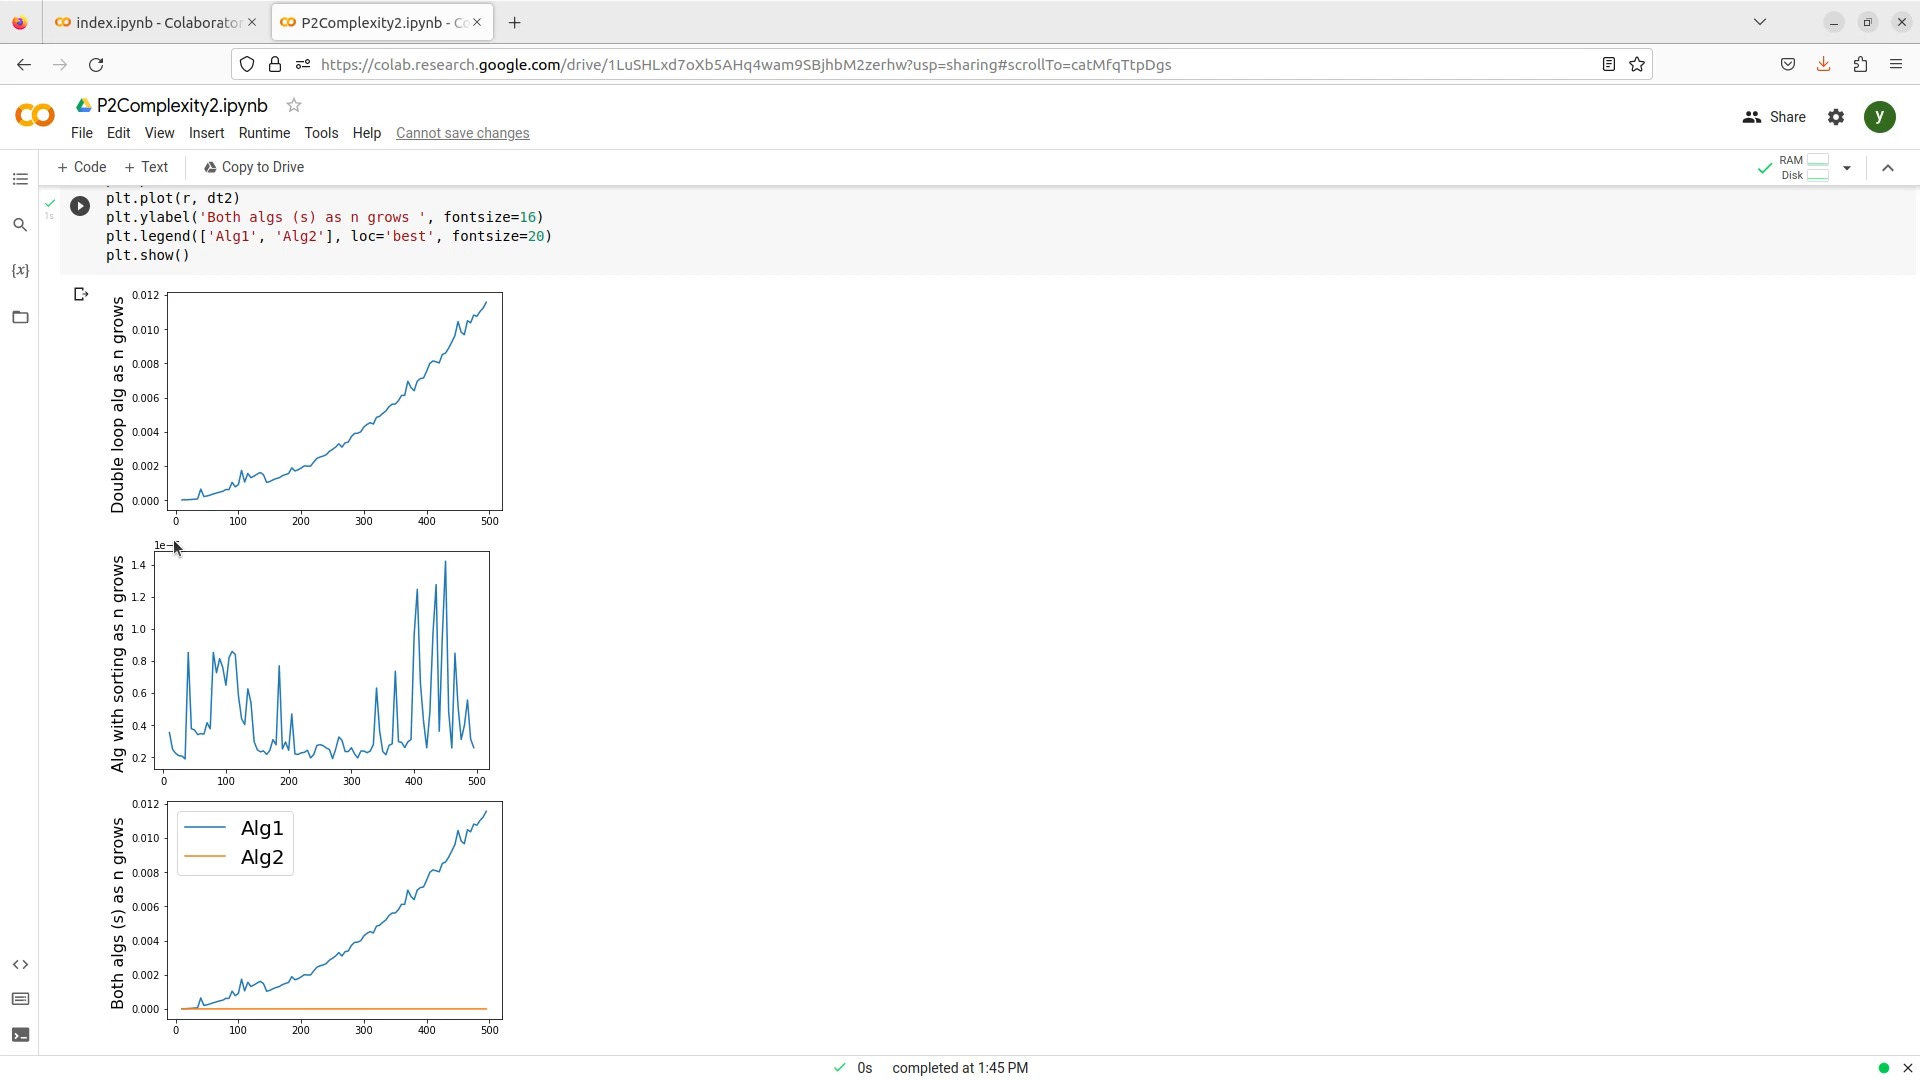 index.ipynb - Colaborator
P2Complexity2.ipynb - Co
https://colab.research.google.com/drive/1LuSHLxd7oXb5AHq4wam9SBjhbM2zerhw?usp=sharing#scrollTo=catMfqTtpDgs
P2Complexity2.ipynb
File Edit View Insert Runtime Tools Help Cannot save changes
Share
y
+ Code + Text Copy to Drive
RAM
Disk
1s
plt.plot(r, dt2)
plt.ylabel('Both algs (s) as n grows ', fontsize=16)
plt.legend(['Alg1', 'Alg2'], loc='best', fontsize=20)
plt.show()
{x}
Double loop alg as n grows
0.012
0.010
0.008
0.006
0.004
0.002
0.000
0 100 200 300 400 500
Alg with sorting as n grows
1.4
1.2
1.0
0.8
0.6
0.4
0.2
0 100 200 300 400 500
Both algs (s) as n grows
0.012
0.010
0.008
0.006
0.004
0.002
0.000
Alg1
Alg2
0 100 200 300 400 500
0s completed at 1:45 PM